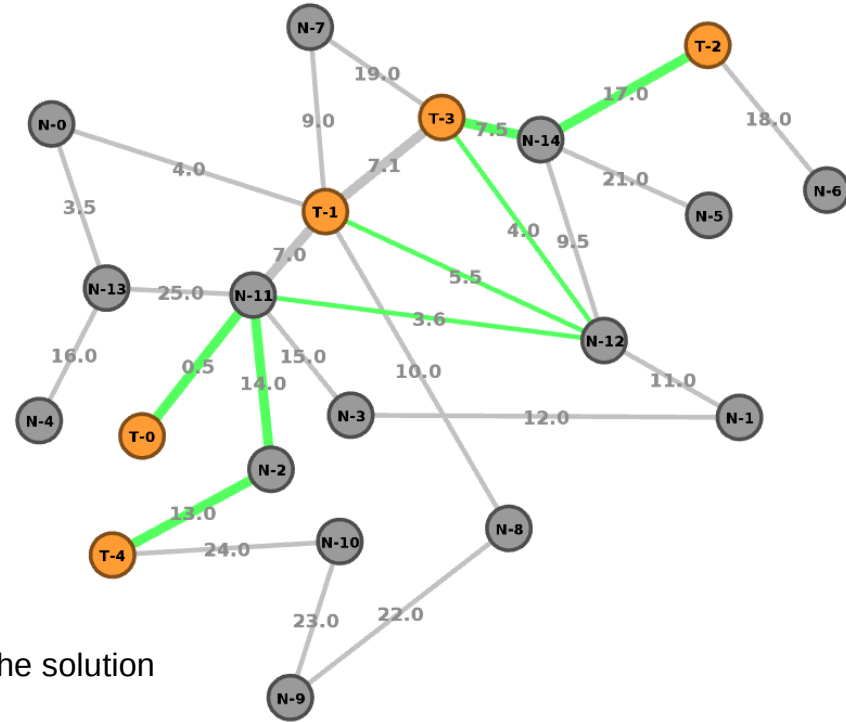 N-7
T-2
19.0
17.0
T-3
7.5
N-14
18.0
N-0
9.0
4.0
7.1
21.0
N-6
3.5
T-1
N-5
4.0
9.5
7.0
5.5
N-13
25.0
N-11
3.6
N-12
16.0
0.5
14.0
15.0
10.0
11.0
N-4
T-0
N-3
12.0
N-1
N-2
13.0
T-4
24.0
N-10
N-8
23.0
22.0
he solution
N-9